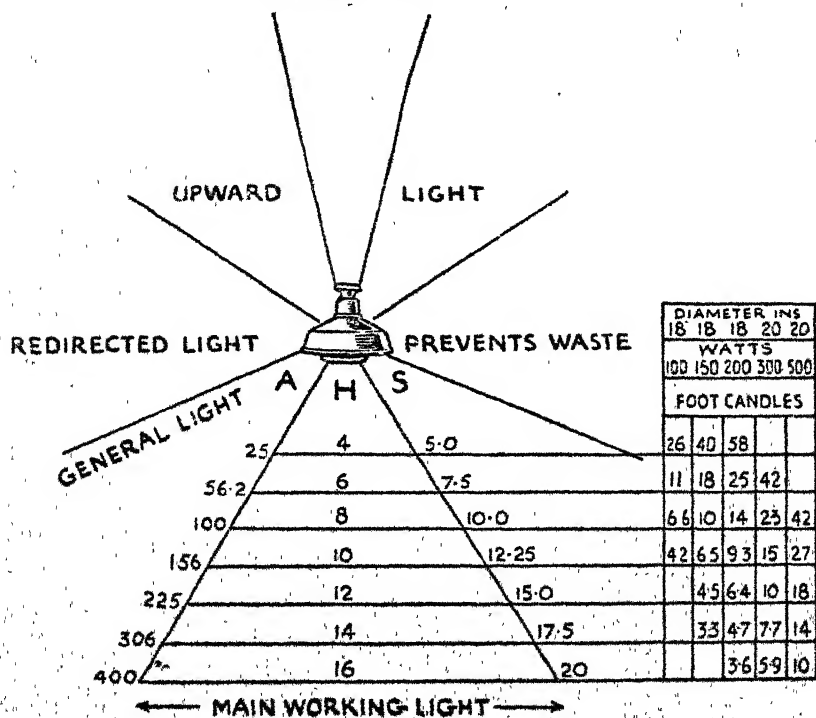 UPWARD LIGHT
REDIRECTED LIGHT PREVENTS WASTE
GENERAL LIGHT
A H S
25 4 5.0
56.2 6 7.5
100 8 10.0
156 10 12.25
225 12 15.0
306 14 17.5
400 16 20
MAIN WORKING LIGHT
DIAMETER INS
18 18 18 20 20
WATTS
100 150 200 300 500
FOOT CANDLES
26 40 58
11 18 25 42
6.6 10 14 23 42
4.2 6.5 9.3 15 27
4.5 6.4 10 18
3.3 4.7 7.7 14
3.6 5.9 10